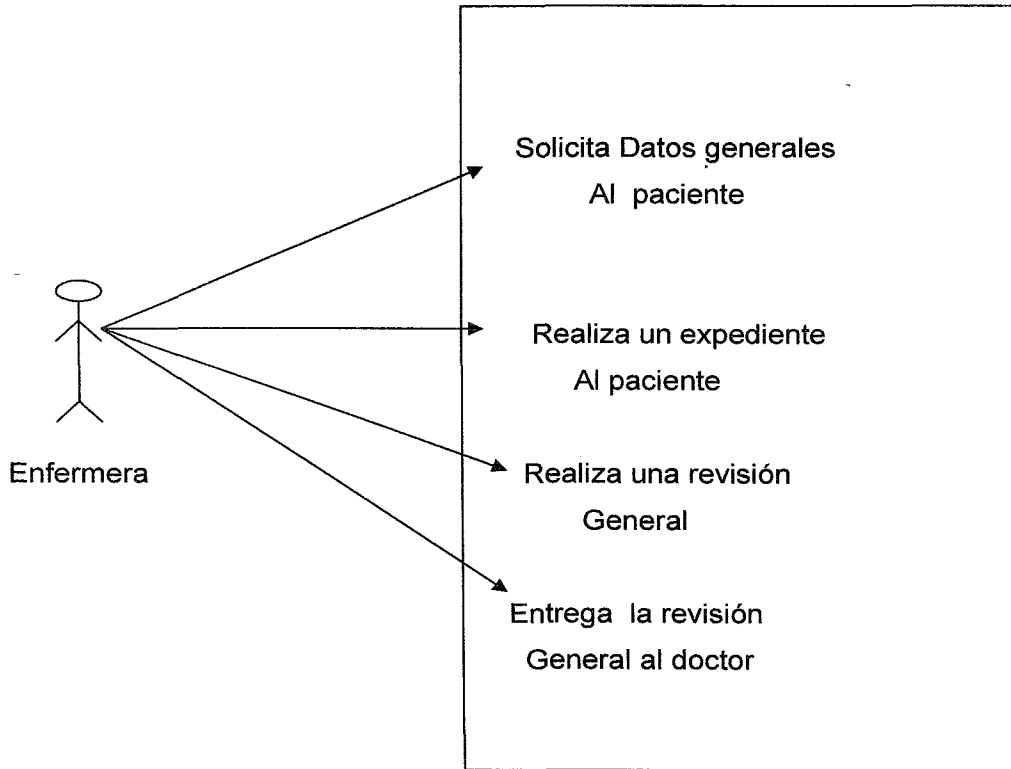 Solicita Datos generales
Al paciente
Realiza un expediente
Al paciente
Enfermera
Realiza una revisión
General
Entrega la revisión
General al doctor